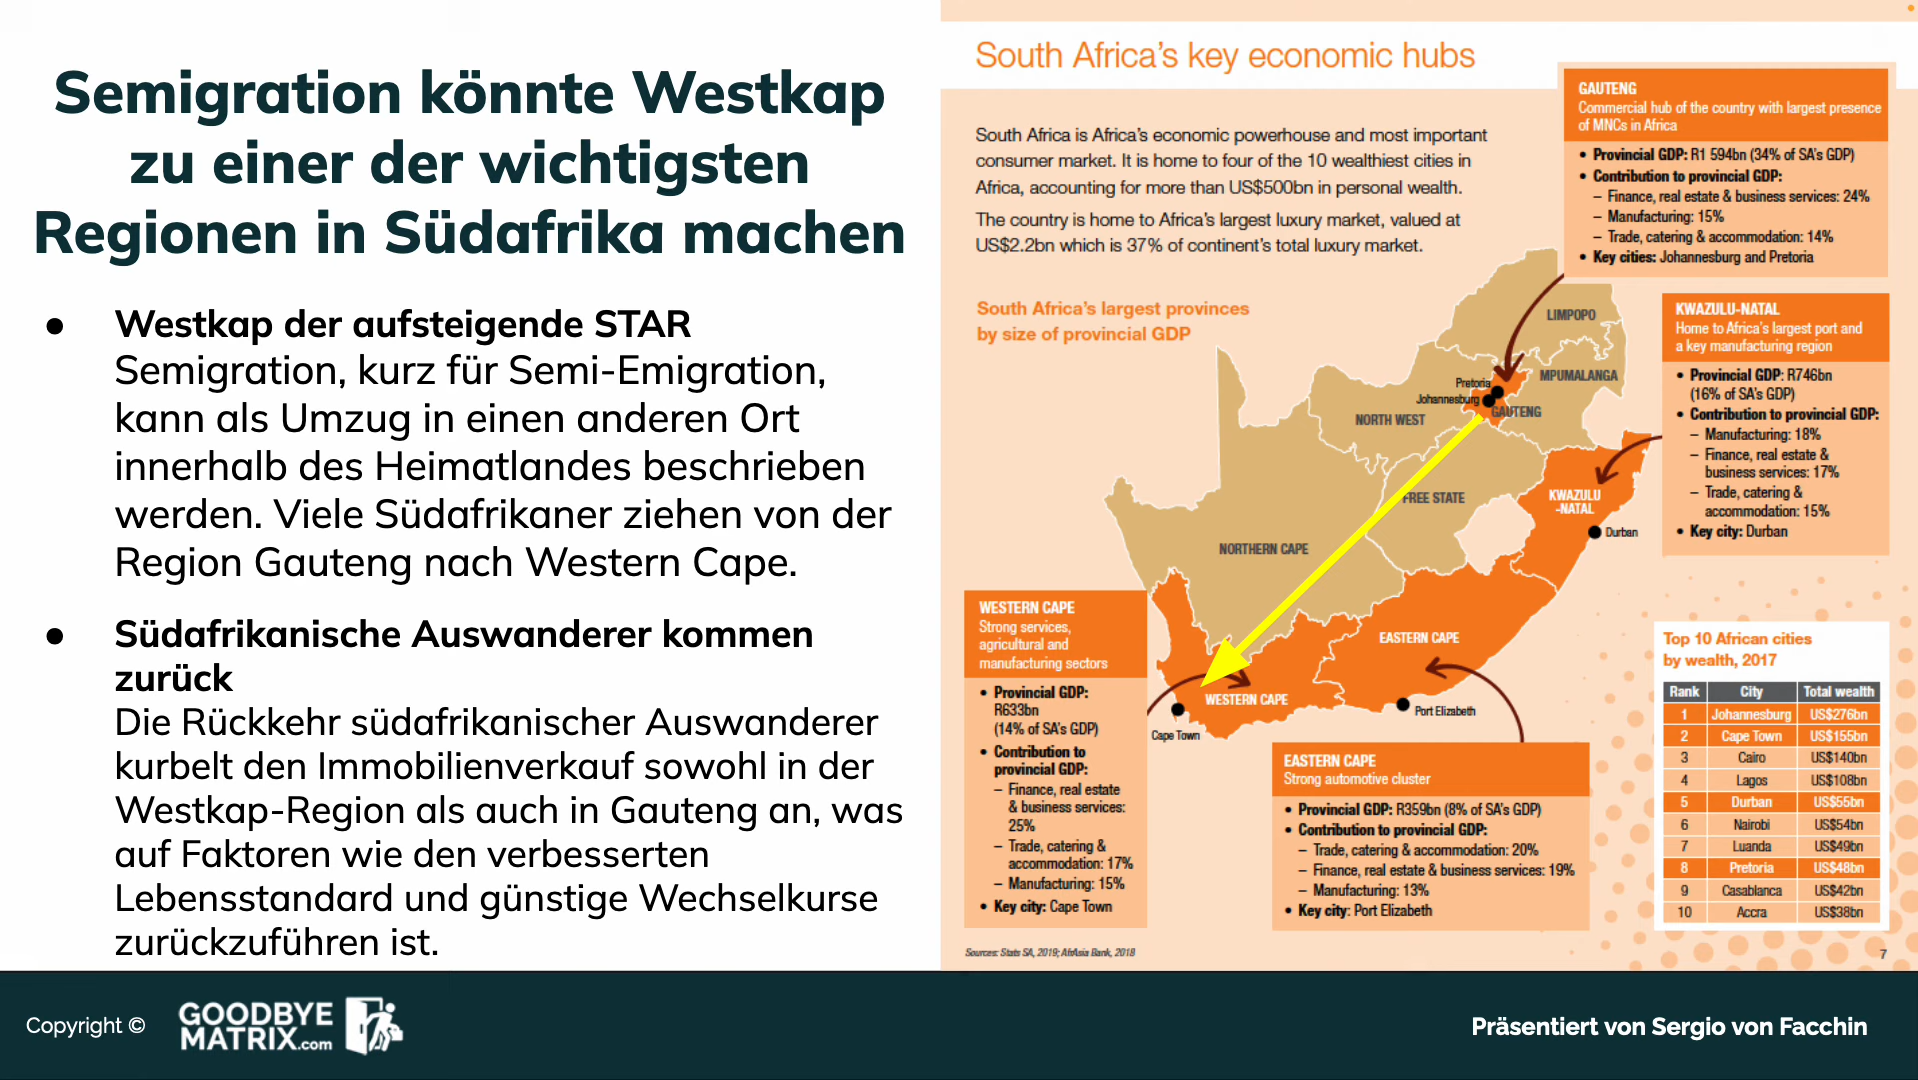 Semigration könnte Westkap
zu einer der wichtigsten
Regionen in Südafrika machen
● Westkap der aufsteigende STAR
Semigration, kurz für Semi-Emigration,
kann als Umzug in einen anderen Ort
innerhalb des Heimatlandes beschrieben
werden. Viele Südafrikaner ziehen von der
Region Gauteng nach Western Cape.
● Südafrikanische Auswanderer kommen
zurück
Die Rückkehr südafrikanischer Auswanderer
kurbelt den Immobilienverkauf sowohl in der
Westkap-Region als auch in Gauteng an, was
auf Faktoren wie den verbesserten
Lebensstandard und günstige Wechselkurse
zurückzuführen ist.
South Africa's key economic hubs
South Africa is Africa's economic powerhouse and most important
consumer market. It is home to four of the 10 wealthiest cities in
Africa, accounting for more than US$500bn in personal wealth.
The country is home to Africa's largest luxury market, valued at
US$2.2bn which is 37% of continent's total luxury market.
South Africa's largest provinces
by size of provincial GDP
GAUTENG
Commercial hub of the country with largest presence
of MNCs in Africa
• Provincial GDP: R1 594bn (34% of SA's GDP)
• Contribution to provincial GDP:
– Finance, real estate & business services: 24%
– Manufacturing: 15%
– Trade, catering & accommodation: 14%
• Key cities: Johannesburg and Pretoria
KWAZULU-NATAL
Home to Africa's largest port and
a key manufacturing region
• Provincial GDP: R746bn
(16% of SA's GDP)
• Contribution to provincial GDP:
– Manufacturing: 18%
– Finance, real estate &
business services: 17%
– Trade, catering &
accommodation: 15%
• Key city: Durban
LIMPOPO
MPUMALANGA
Pretoria
Johannesburg
GAUTENG
NORTH WEST
FREE STATE
KWAZULU
-NATAL
Durban
NORTHERN CAPE
EASTERN CAPE
WESTERN CAPE
Port Elizabeth
Cape Town
WESTERN CAPE
Strong services,
agricultural and
manufacturing sectors
• Provincial GDP:
R633bn
(14% of SA's GDP)
• Contribution to
provincial GDP:
– Finance, real estate
& business services:
25%
– Trade, catering &
accommodation: 17%
– Manufacturing: 15%
• Key city: Cape Town
EASTERN CAPE
Strong automotive cluster
• Provincial GDP: R359bn (8% of SA's GDP)
• Contribution to provincial GDP:
– Trade, catering & accommodation: 20%
– Finance, real estate & business services: 19%
– Manufacturing: 13%
• Key city: Port Elizabeth
Top 10 African cities
by wealth, 2017
Rank City Total wealth
1 Johannesburg US$276bn
2 Cape Town US$155bn
3 Cairo US$140bn
4 Lagos US$108bn
5 Durban US$55bn
6 Nairobi US$54bn
7 Luanda US$49bn
8 Pretoria US$48bn
9 Casablanca US$42bn
10 Accra US$38bn
Sources: Stats SA, 2019; AfrAsia Bank, 2018
7
Copyright ©
GOODBYE
MATRIX.com
Präsentiert von Sergio von Facchin